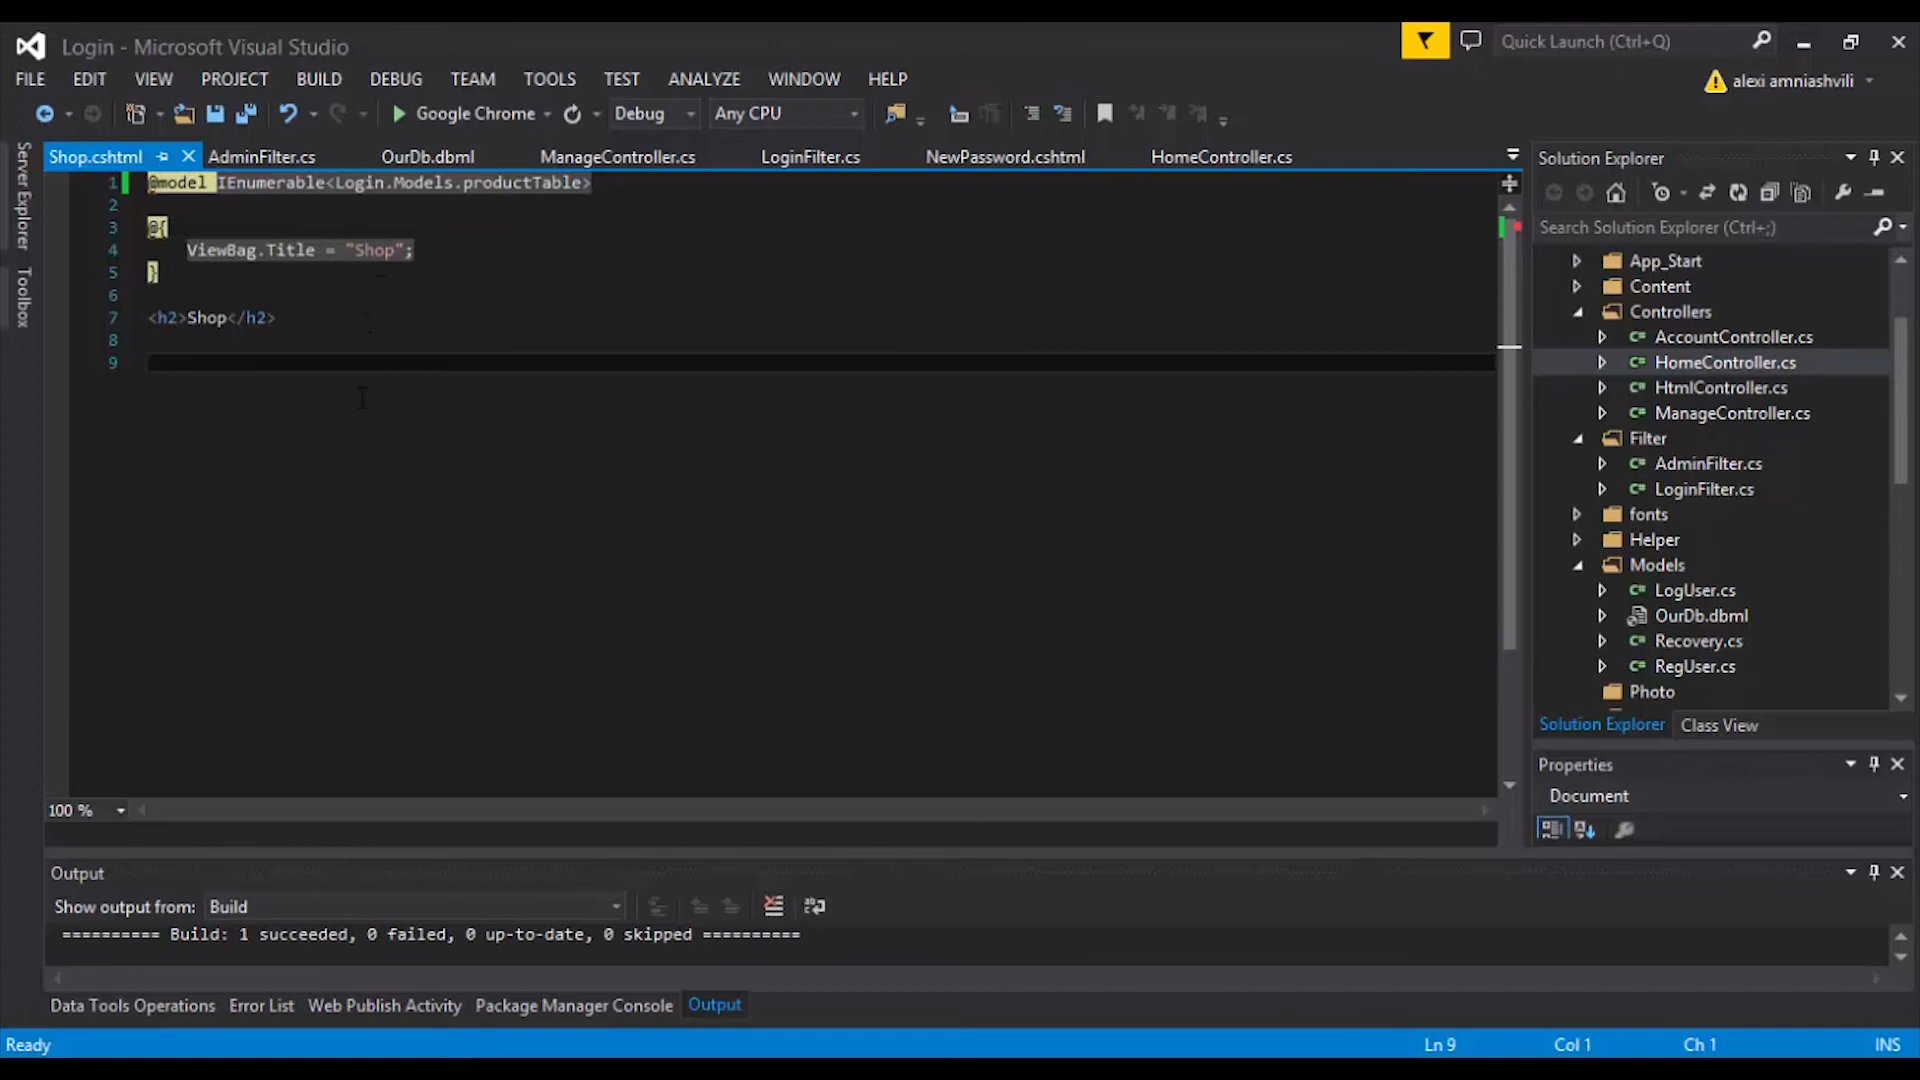 Login - Microsoft Visual Studio
Quick Launch (Ctrl+Q)
FILE EDIT VIEW PROJECT BUILD DEBUG TEAM TOOLS TEST ANALYZE WINDOW HELP
alexi amniashvili
Google Chrome Debug Any CPU
Server Explorer
Toolbox
Shop.cshtml AdminFilter.cs OurDb.dbml ManageController.cs LoginFilter.cs NewPassword.cshtml HomeController.cs
1 @model IEnumerable<Login.Models.productTable>
2
3 @{
4 ViewBag.Title = "Shop";
5 }
6
7 <h2>Shop</h2>
8
9
100 %
Solution Explorer
Search Solution Explorer (Ctrl+;)
App_Start
Content
Controllers
AccountController.cs
HomeController.cs
HtmlController.cs
ManageController.cs
Filter
AdminFilter.cs
LoginFilter.cs
fonts
Helper
Models
LogUser.cs
OurDb.dbml
Recovery.cs
RegUser.cs
Photo
Solution Explorer Class View
Properties
Document
Output
Show output from: Build
========== Build: 1 succeeded, 0 failed, 0 up-to-date, 0 skipped ==========
Data Tools Operations Error List Web Publish Activity Package Manager Console Output
Ready Ln 9 Col 1 Ch 1 INS